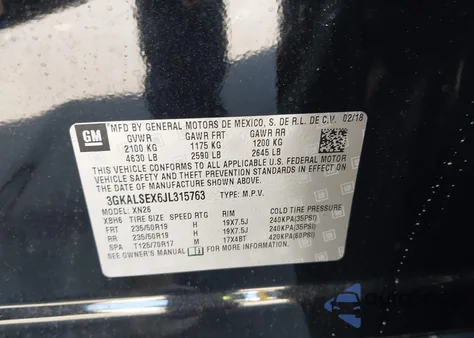 GM
MFD BY GENERAL MOTORS DE MEXICO, S. DE R.L. DE C.V. 02/18
GVWR GAWR FRT GAWR RR
2100 KG 1175 KG 1200 KG
4630 LB 2590 LB 2645 LB
THIS VEHICLE CONFORMS TO ALL APPLICABLE U.S. FEDERAL MOTOR
VEHICLE SAFETY AND THEFT PREVENTION STANDARDS IN EFFECT ON THE
DATE OF MANUFACTURE SHOWN ABOVE.
3GKALSEX6JL315763 TYPE: M.P.V.
MODEL: XN26
XBH6 TIRE SIZE SPEED RTG RIM COLD TIRE PRESSURE
FRT 235/50R19 H 19X7.5J 240KPA(35PSI)
RR 235/50R19 H 19X7.5J 240KPA(35PSI)
SPA T125/70R17 M 17X4BT 420KPA(60PSI)
SEE OWNER'S MANUAL FOR ADDITIONAL INFORMATION